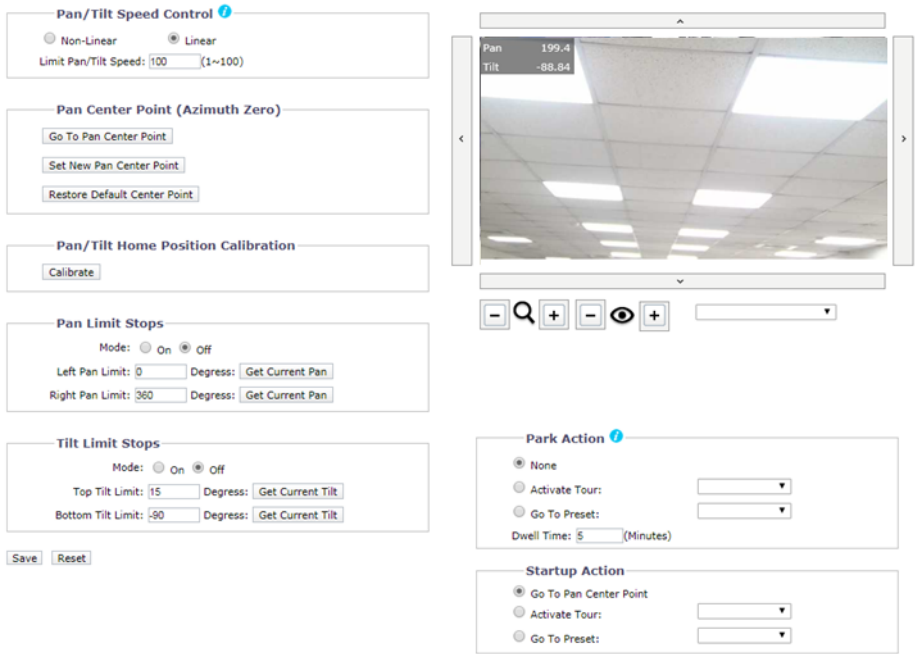 Pan/Tilt Speed Control i
Non-Linear Linear
Limit Pan/Tilt Speed: 100 (1~100)
Pan Center Point (Azimuth Zero)
Go To Pan Center Point
Set New Pan Center Point
Restore Default Center Point
Pan/Tilt Home Position Calibration
Calibrate
Pan Limit Stops
Mode: On Off
Left Pan Limit: 0 Degress: Get Current Pan
Right Pan Limit: 360 Degress: Get Current Pan
Tilt Limit Stops
Mode: On Off
Top Tilt Limit: 15 Degress: Get Current Tilt
Bottom Tilt Limit: -90 Degress: Get Current Tilt
Save Reset
Pan 199.4
Tilt -88.84
Park Action i
None
Activate Tour:
Go To Preset:
Dwell Time: 5 (Minutes)
Startup Action
Go To Pan Center Point
Activate Tour:
Go To Preset: